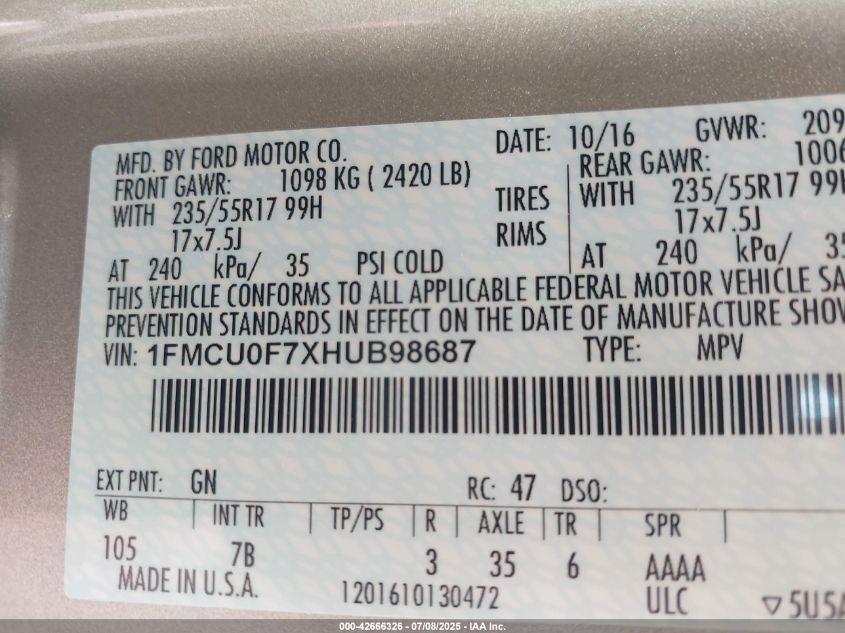 MFD. BY FORD MOTOR CO. DATE: 10/16 GVWR: 209
FRONT GAWR: 1098 KG ( 2420 LB) REAR GAWR: 1006
WITH 235/55R17 99H TIRES WITH 235/55R17 99H
17x7.5J RIMS 17x7.5J
AT 240 kPa/ 35 PSI COLD AT 240 kPa/ 35
THIS VEHICLE CONFORMS TO ALL APPLICABLE FEDERAL MOTOR VEHICLE SA
PREVENTION STANDARDS IN EFFECT ON THE DATE OF MANUFACTURE SHOW
VIN: 1FMCU0F7XHUB98687 TYPE: MPV
EXT PNT: GN RC: 47 DSO:
WB INT TR TP/PS R AXLE TR SPR
105 7B 3 35 6 AAAA
MADE IN U.S.A. 1201610130472 ULC ▽5U5A
000-42666326 - 07/08/2025 - IAA Inc.